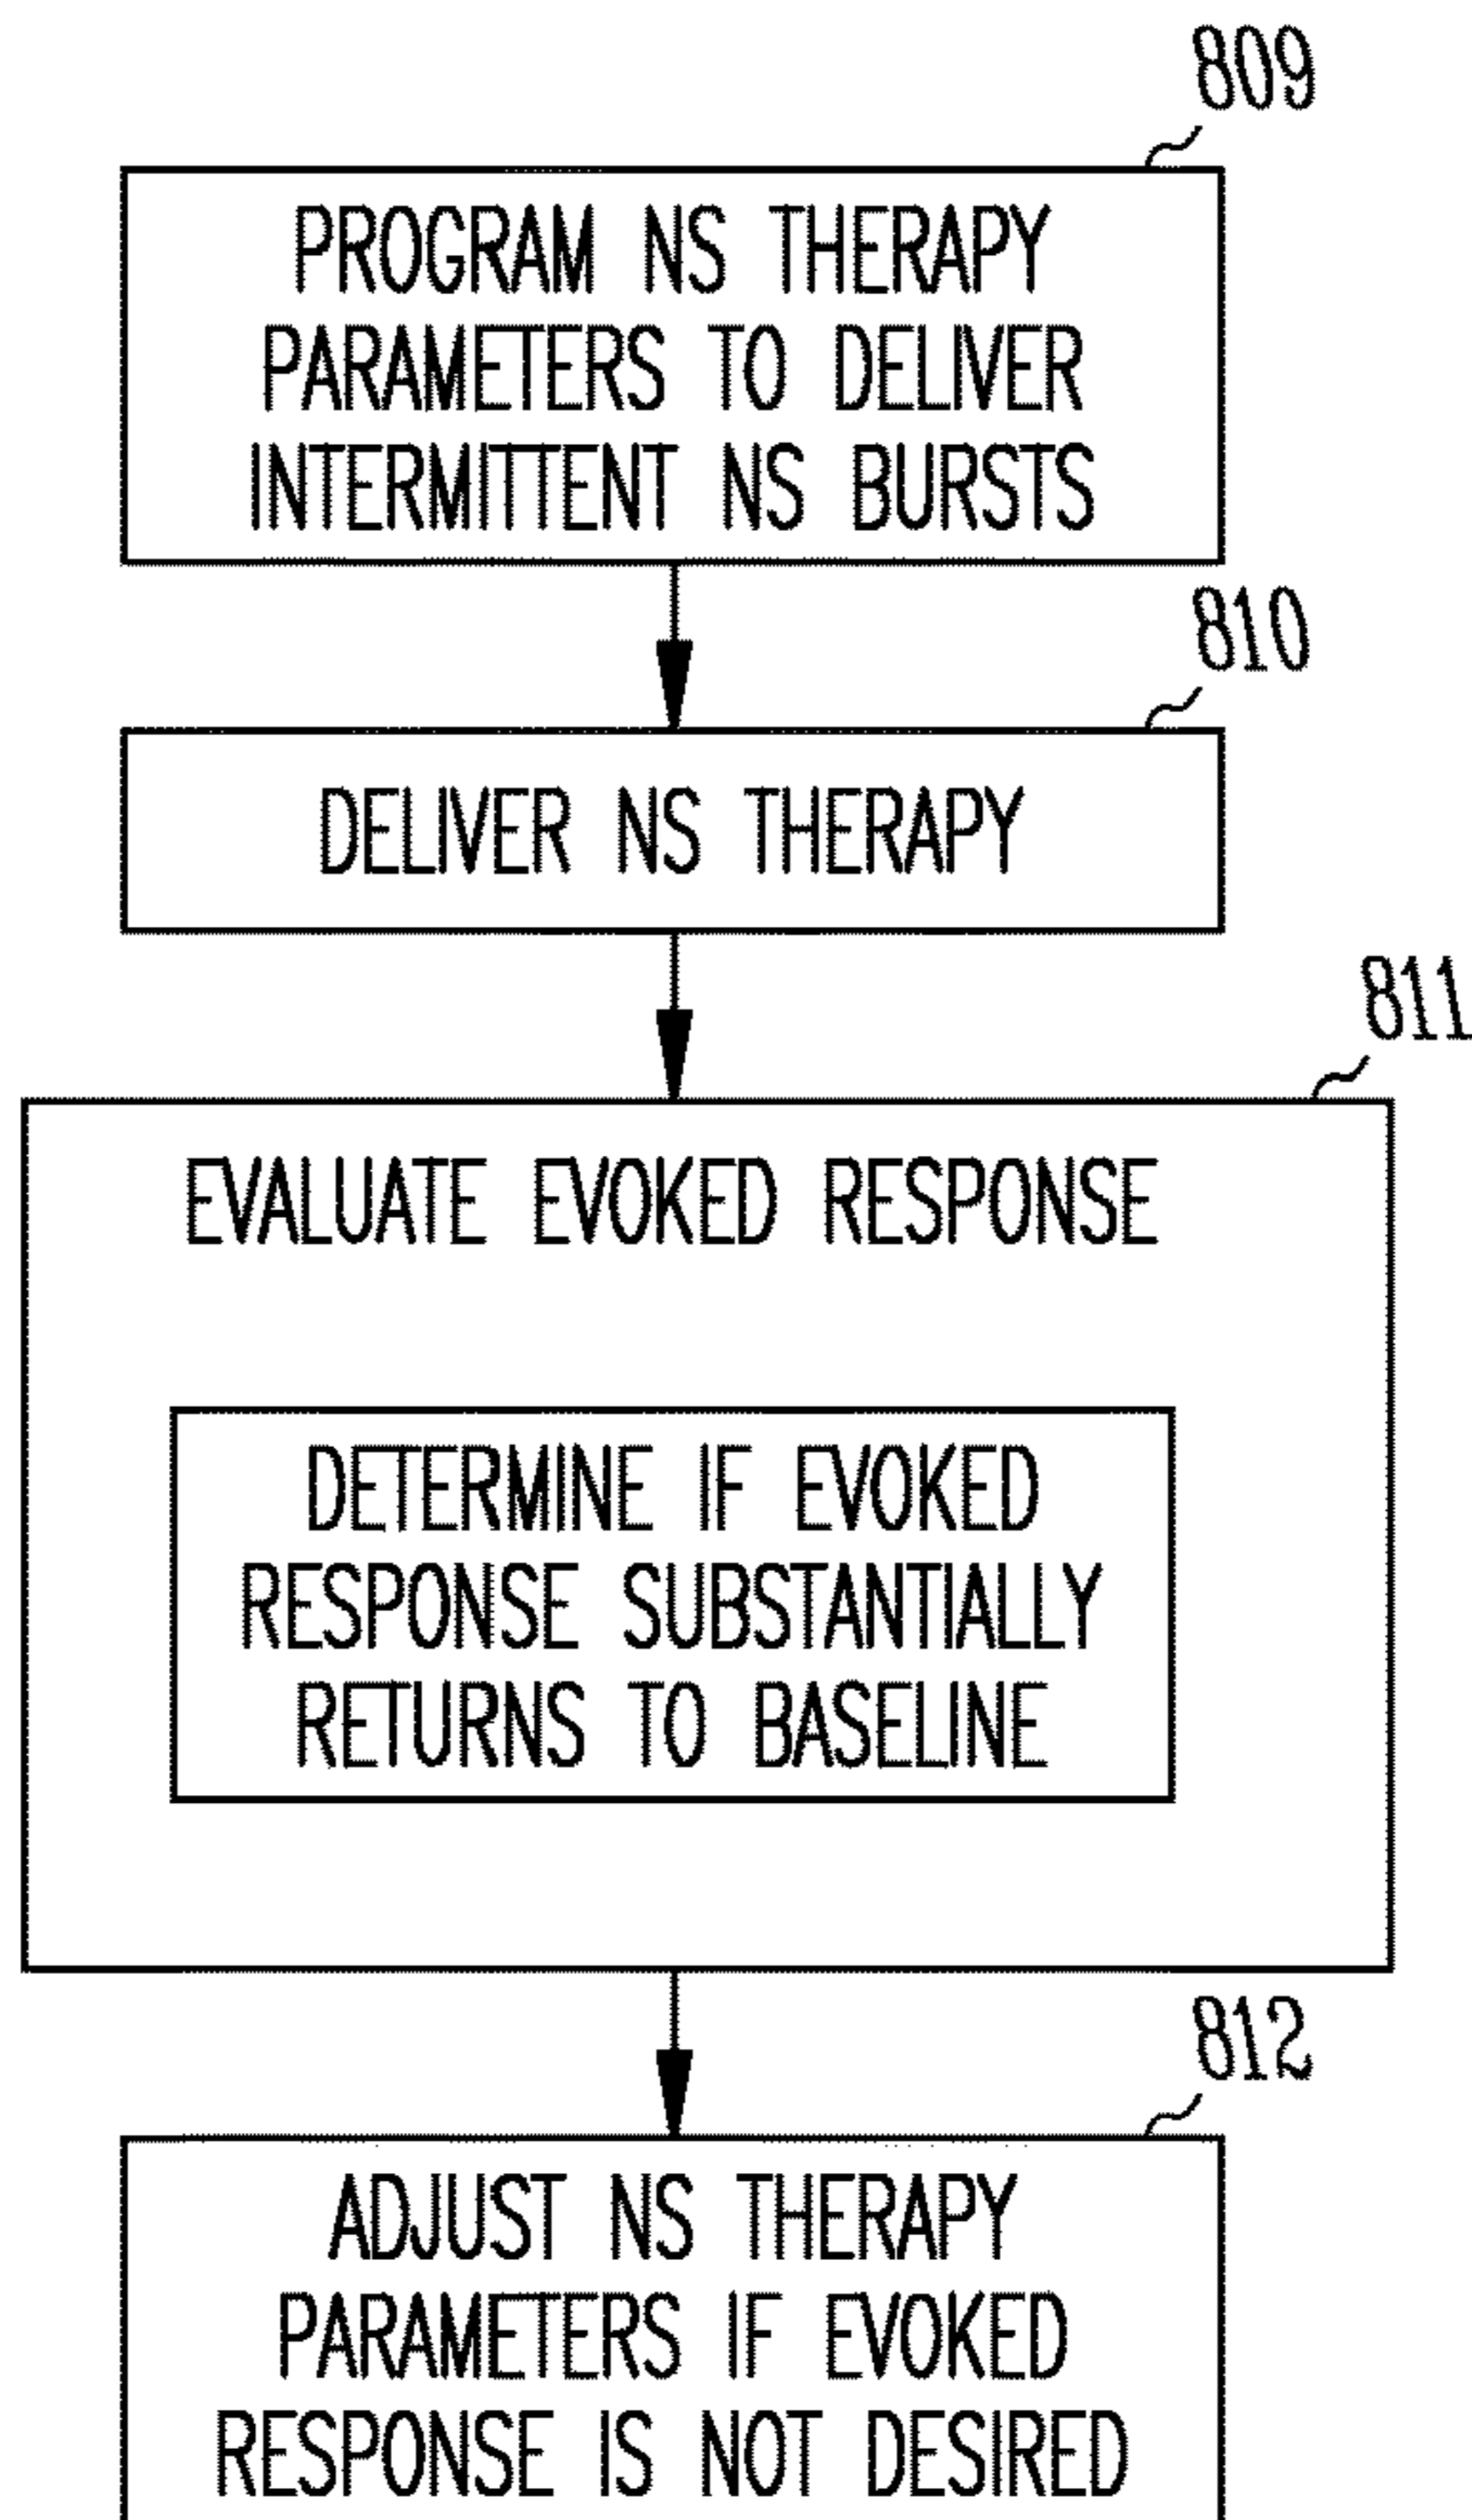 809
PROGRAM NS THERAPY
PARAMETERS TO DELIVER
INTERMITTENT NS BURSTS
810
DELIVER NS THERAPY
811
EVALUATE EVOKED RESPONSE
DETERMINE IF EVOKED
RESPONSE SUBSTANTIALLY
RETURNS TO BASELINE
812
ADJUST NS THERAPY
PARAMETERS IF EVOKED
RESPONSE IS NOT DESIRED